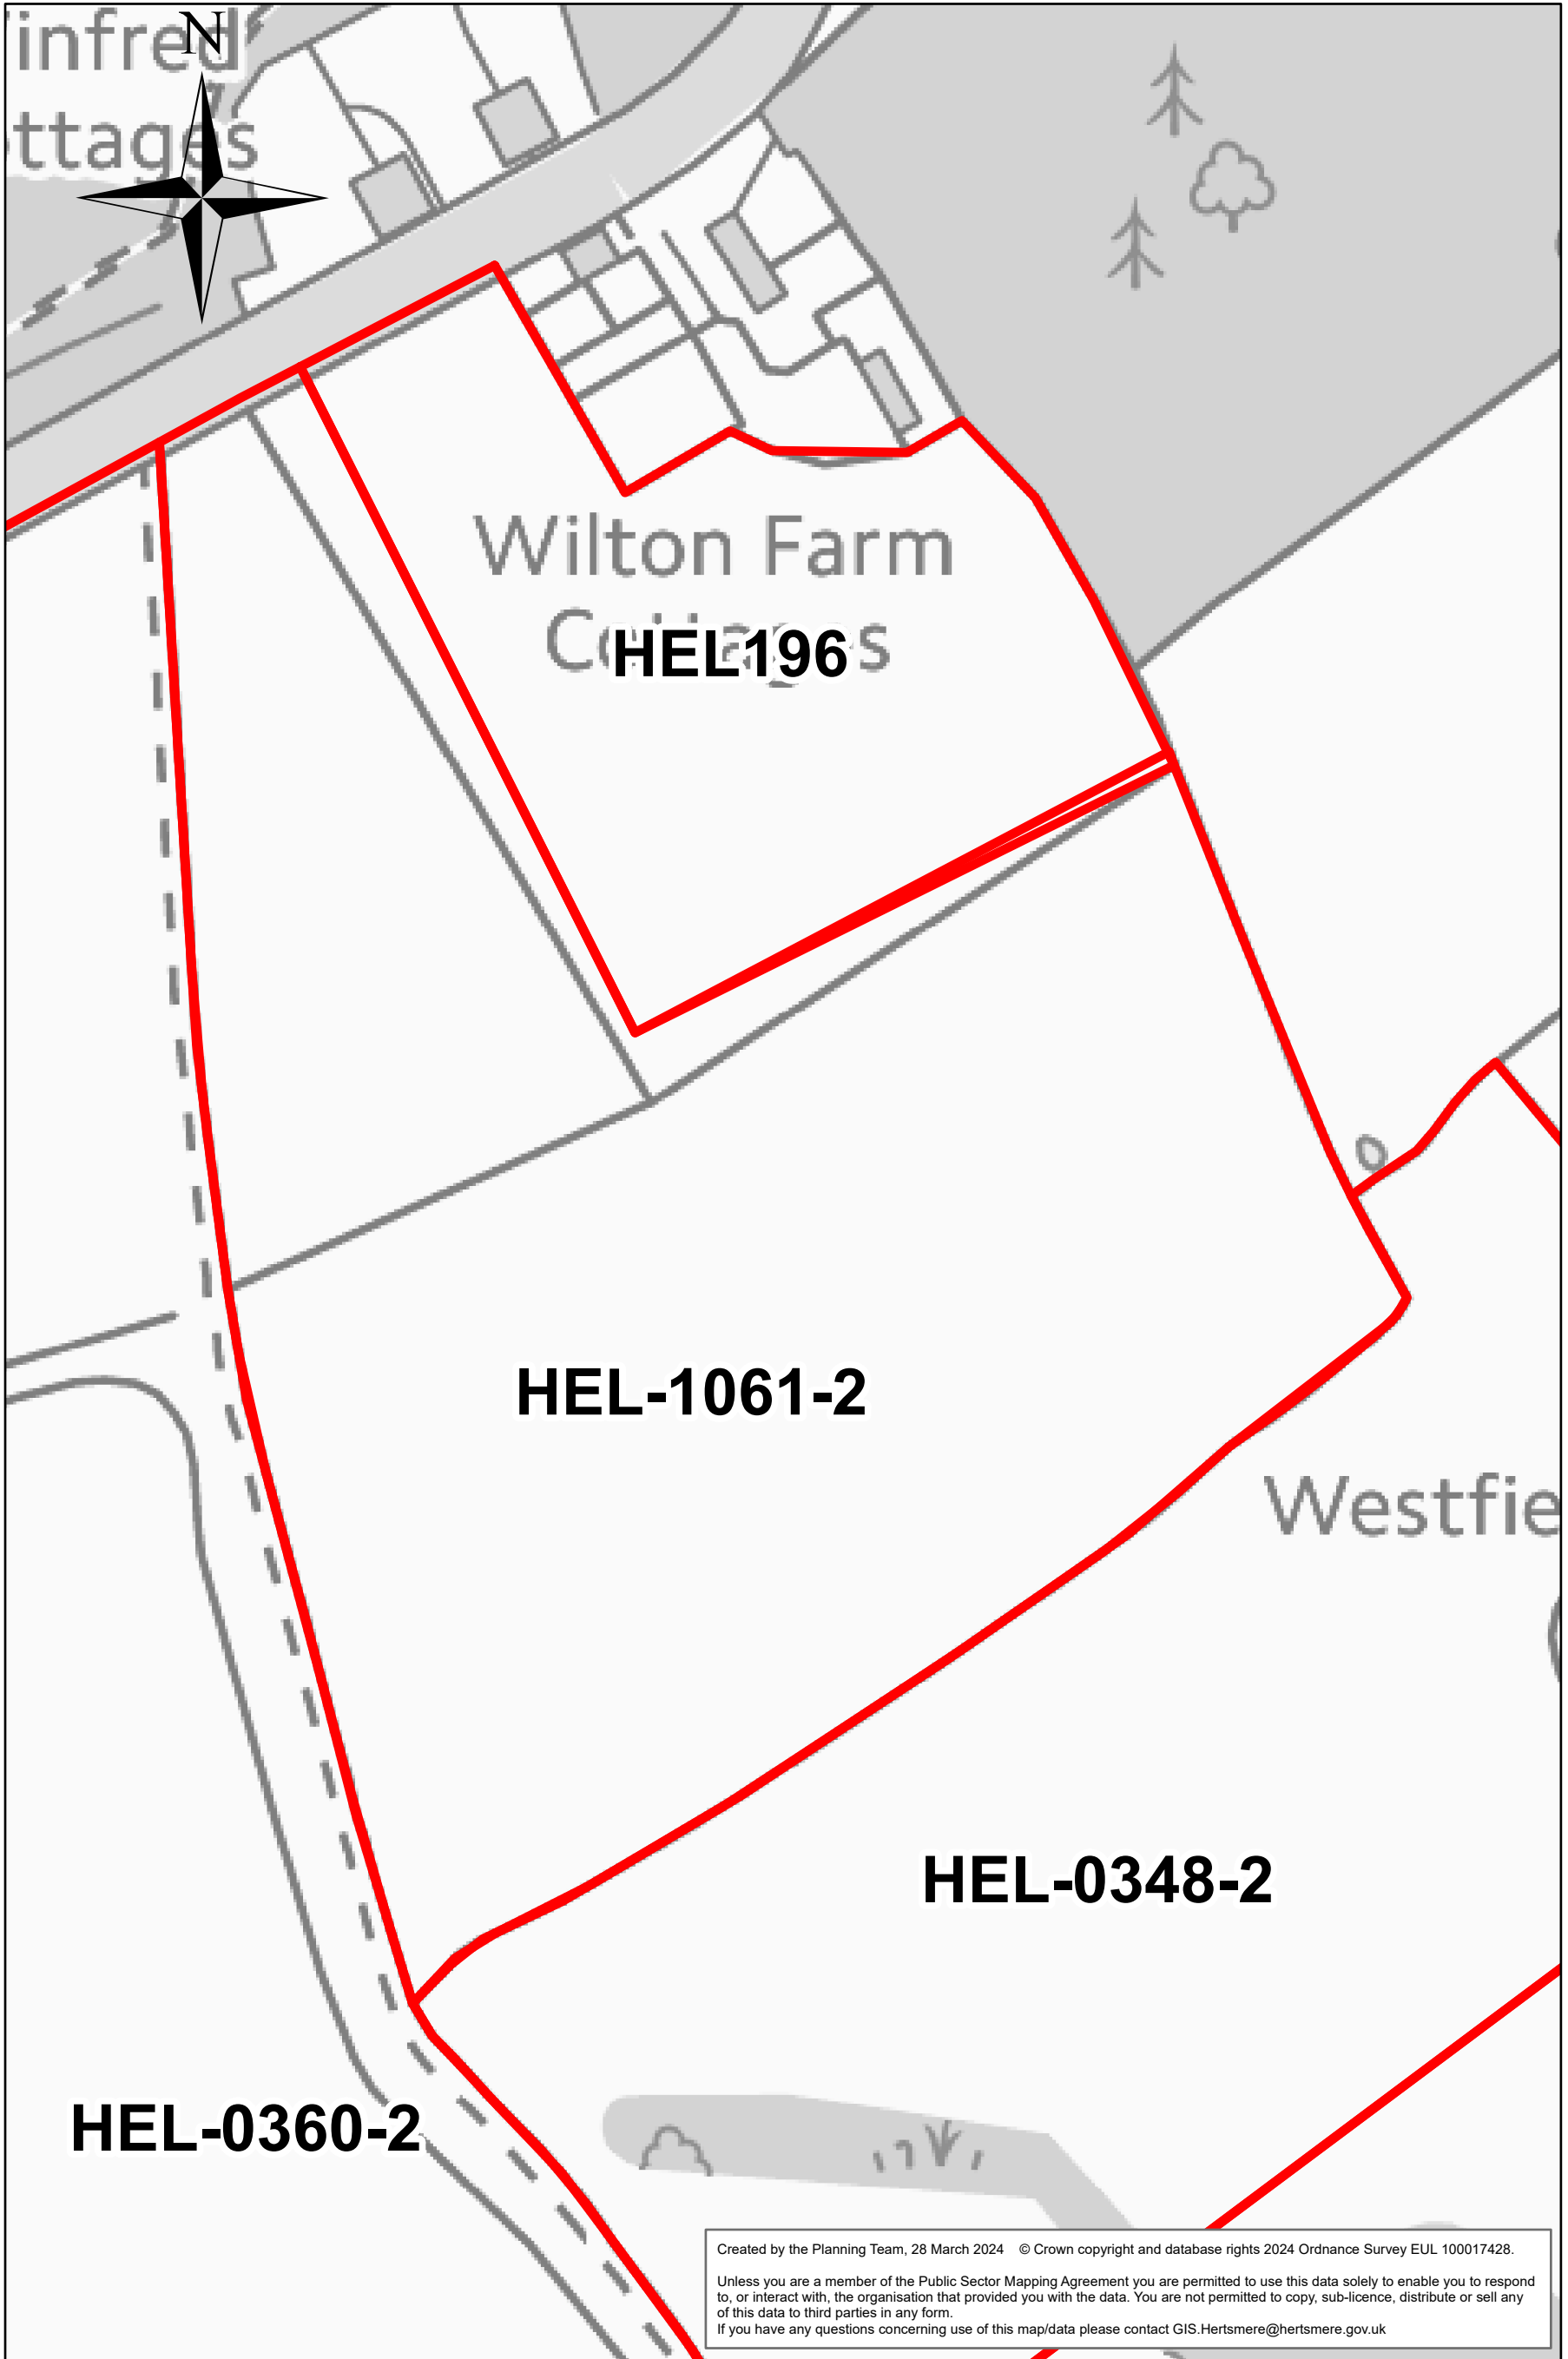 infred
N
ttages
Wilton Farm
HEL196
HEL-1061-2
Westfie
HEL-0348-2
HEL-0360-2
Created by the Planning Team, 28 March 2024 © Crown copyright and database rights 2024 Ordnance Survey EUL 100017428.
Unless you are a member of the Public Sector Mapping Agreement you are permitted to use this data solely to enable you to respond
to, or interact with, the organisation that provided you with the data. You are not permitted to copy, sub-licence, distribute or sell any
of this data to third parties in any form.
If you have any questions concerning use of this map/data please contact GIS.Hertsmere@hertsmere.gov.uk